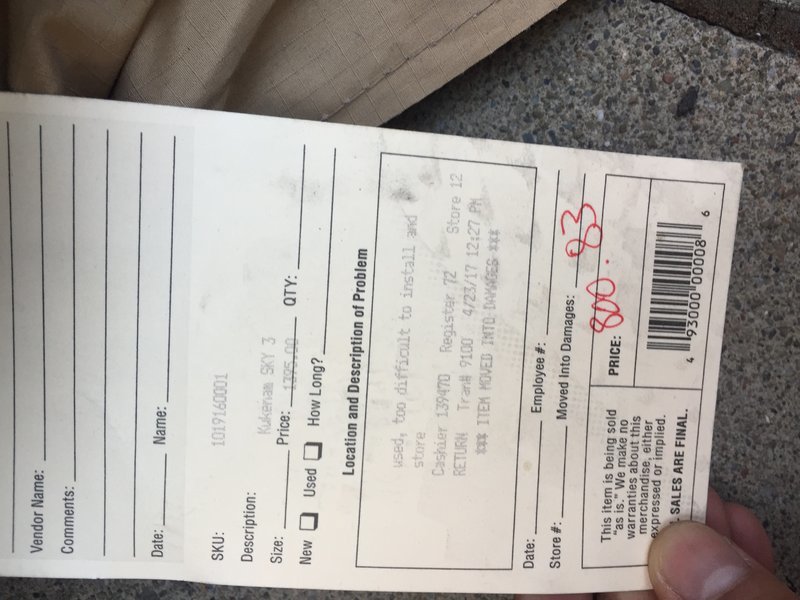 Vendor Name:
Comments:
Date: Name:
SKU: 1019160001
Description: Kukenam SKY 3
Size: Price: 1395.00 QTY:
New Used How Long?
Location and Description of Problem
used, too difficult to install and
store
Cashier 139470 Register 72 Store 12
RETURN Tran# 9100 4/23/17 12:27 PM
*** ITEM MOVED INTO DAMAGES ***
Date: Employee #:
Store #: Moved Into Damages:
This item is being sold
"as is." We make no
warranties about this
merchandise, either
expressed or implied.
SALES ARE FINAL.
PRICE: 800.83
4 93000 00008 6